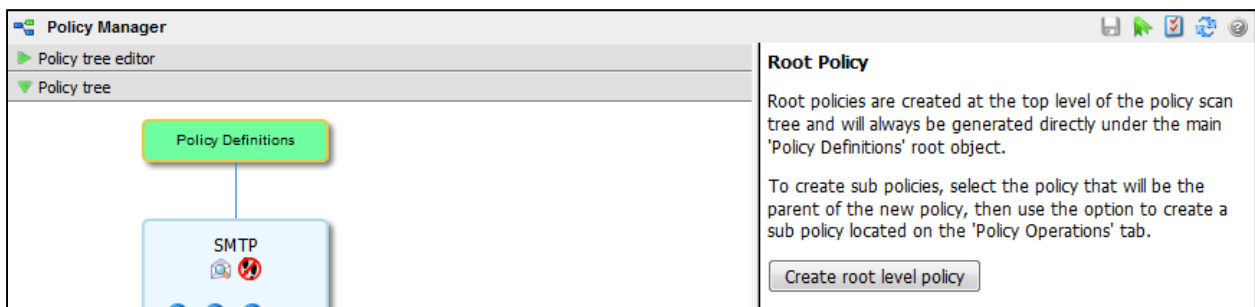 Policy Manager
Policy tree editor
Policy tree
Policy Definitions
SMTP
Root Policy
Root policies are created at the top level of the policy scan
tree and will always be generated directly under the main
'Policy Definitions' root object.
To create sub policies, select the policy that will be the
parent of the new policy, then use the option to create a
sub policy located on the 'Policy Operations' tab.
Create root level policy